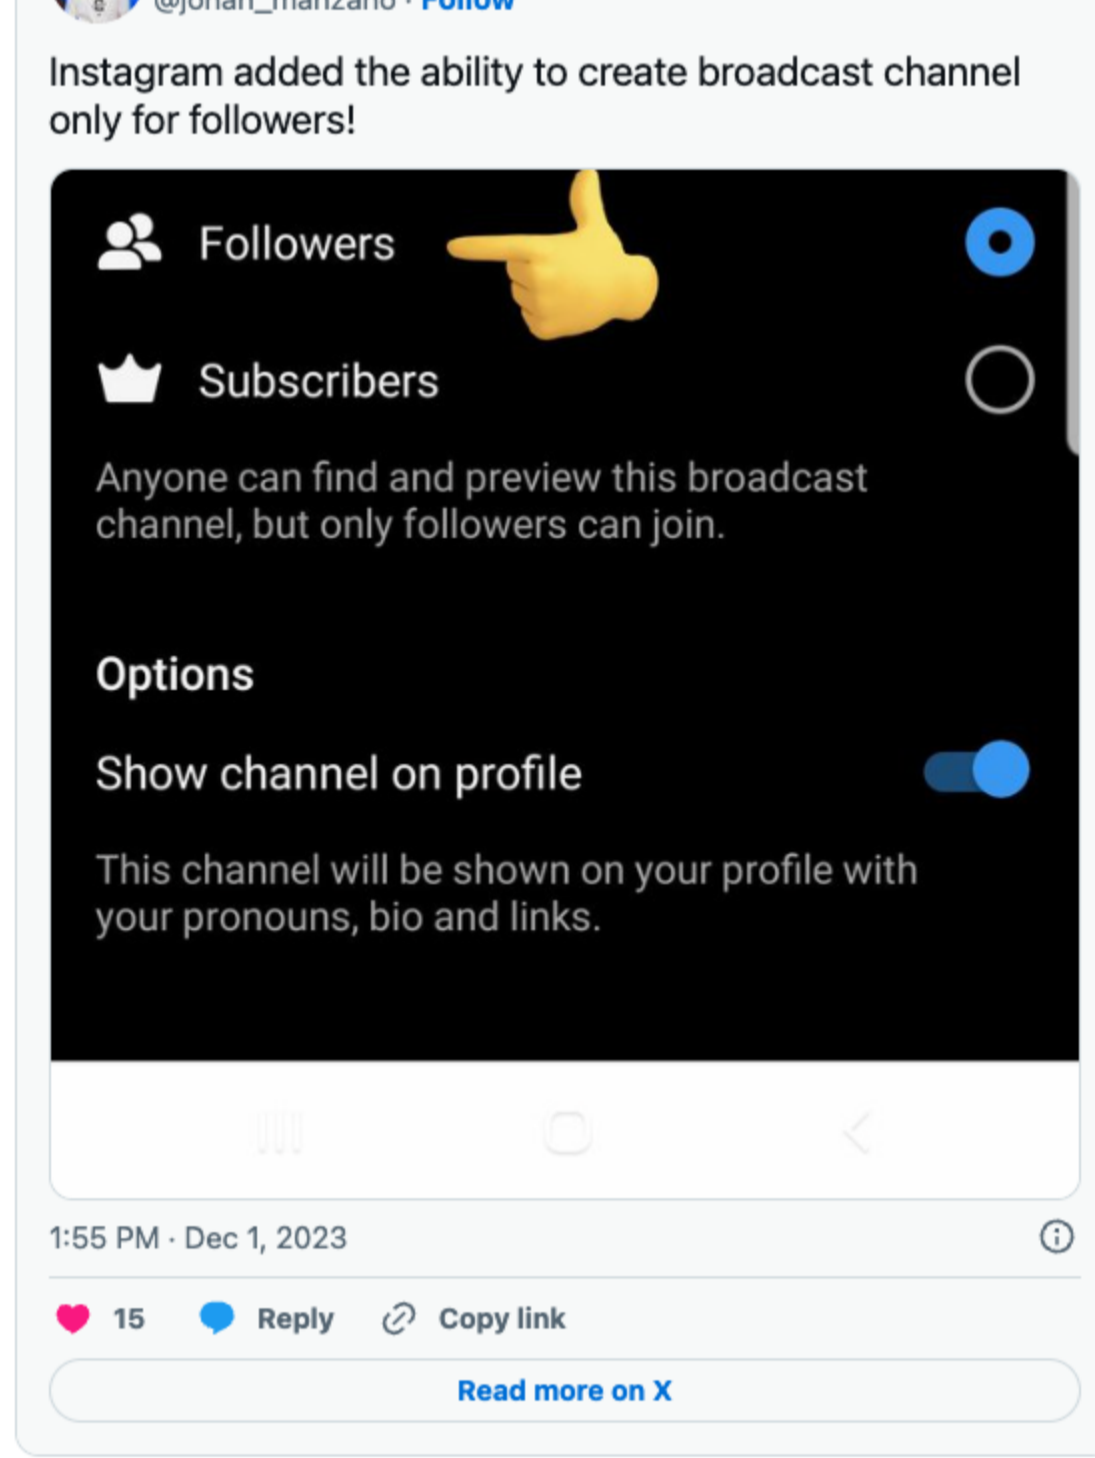 @johan_manzano · Follow
Instagram added the ability to create broadcast channel
only for followers!
Followers
Subscribers
Anyone can find and preview this broadcast
channel, but only followers can join.
Options
Show channel on profile
This channel will be shown on your profile with
your pronouns, bio and links.
1:55 PM · Dec 1, 2023
15 Reply Copy link
Read more on X